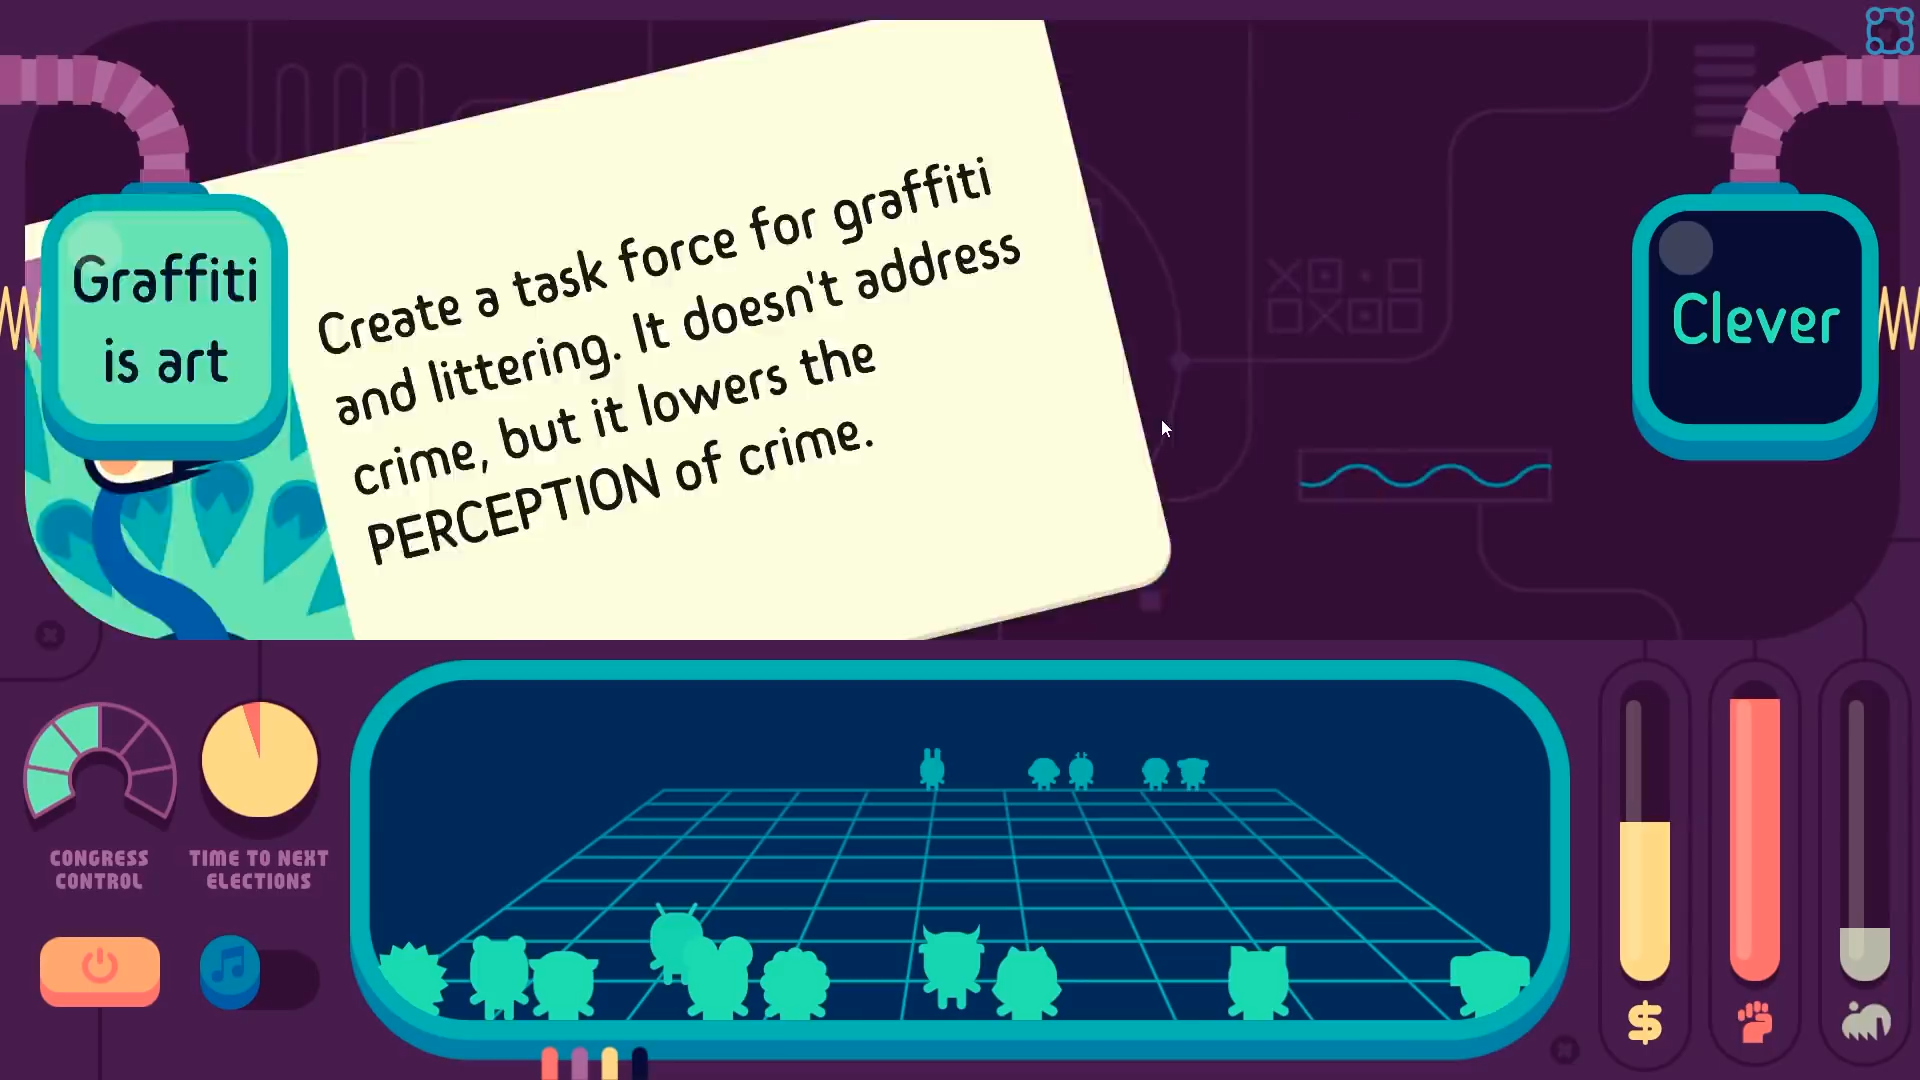 Graffiti
is art
Create a task force for graffiti
and littering. It doesn't address
crime, but it lowers the
PERCEPTION of crime.
Clever
CONGRESS
CONTROL
TIME TO NEXT
ELECTIONS
$